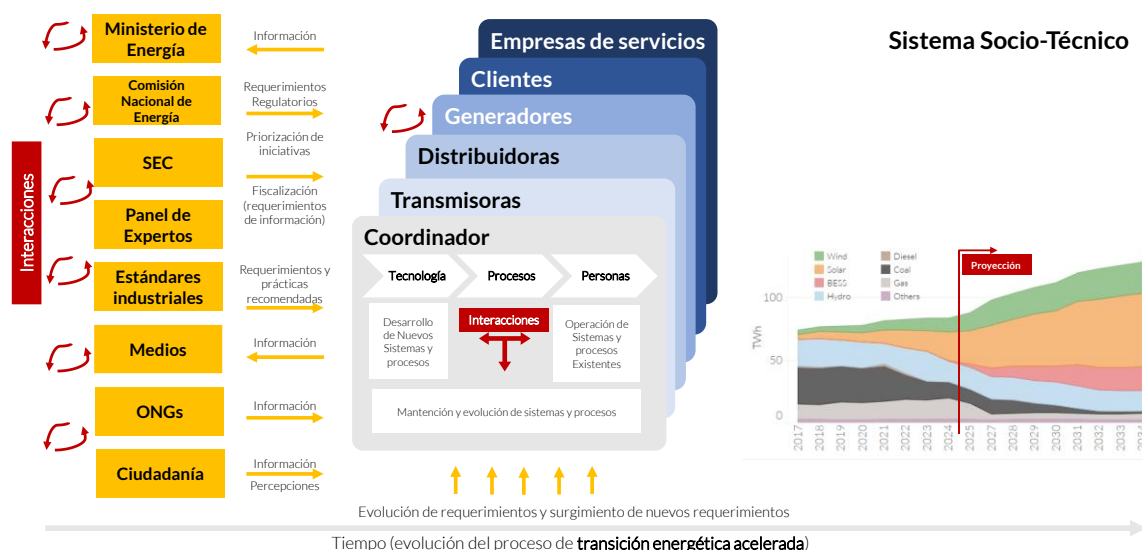 Sistema Socio-Técnico
Interacciones
Ministerio de
Energía
Comisión
Nacional de
Energía
SEC
Panel de
Expertos
Estándares
industriales
Medios
ONGs
Ciudadanía
Información
Requerimientos
Regulatorios
Priorización de
iniciativas
Fiscalización
(requerimientos
de información)
Requerimientos y
prácticas
recomendadas
Información
Información
Información
Percepciones
Empresas de servicios
Clientes
Generadores
Distribuidoras
Transmisoras
Coordinador
Tecnología
Procesos
Personas
Desarrollo
de Nuevos
Sistemas y
procesos
Interacciones
Operación de
Sistemas y
procesos
Existentes
Mantención y evolución de sistemas y procesos
Wind
Solar
BESS
Hydro
Diesel
Coal
Gas
Others
Proyección
TWh
100
50
0
2017
2018
2019
2020
2021
2022
2023
2024
2025
2027
2028
2029
2030
2031
2032
2033
2034
Evolución de requerimientos y surgimiento de nuevos requerimientos
Tiempo (evolución del proceso de transición energética acelerada)